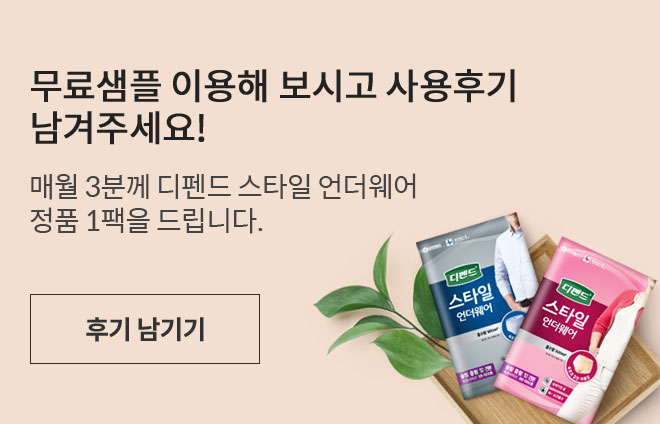 무료샘플 이용해 보시고 사용후기
남겨주세요!
매월 3분께 디펜드 스타일 언더웨어
정품 1팩을 드립니다.
후기 남기기
디펜드
스타일
언더웨어
디펜드
스타일
언더웨어